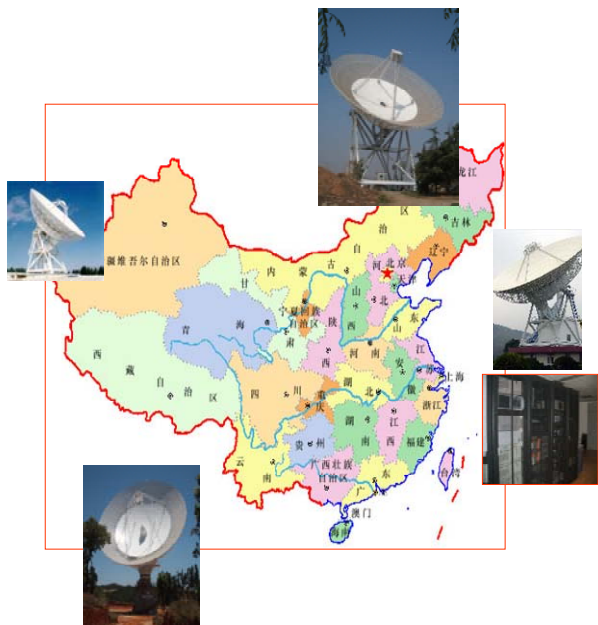 龙江
吉林
辽宁
区
治
自
古
蒙
内
疆维吾尔自治区
甘
肃
宁夏回族
自治区
河北
北京
天津
山
西
山
东
陕
西
青
海
河
南
江
苏
安
徽
上海
西
藏
自
治
区
四
川
重
庆
湖
北
浙江
湖
南
江
西
福建
贵
州
云
南
广西壮族
自治区
广
东
台湾
澳门
海南